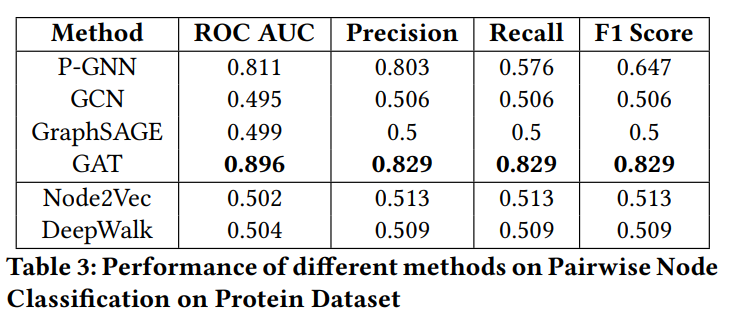 Method ROC AUC Precision Recall F1 Score
P-GNN 0.811 0.803 0.576 0.647
GCN 0.495 0.506 0.506 0.506
GraphSAGE 0.499 0.5 0.5 0.5
GAT 0.896 0.829 0.829 0.829
Node2Vec 0.502 0.513 0.513 0.513
DeepWalk 0.504 0.509 0.509 0.509
Table 3: Performance of different methods on Pairwise Node
Classification on Protein Dataset